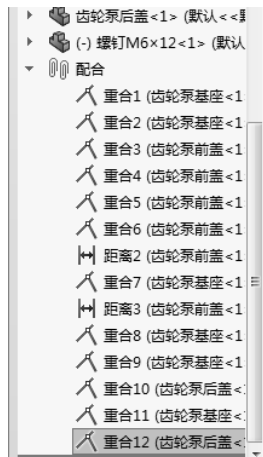 齿轮泵后盖<1> (默认<<
(-) 螺钉M6×12<1> (默认
配合
重合1 (齿轮泵基座<1
重合2 (齿轮泵基座<1
重合3 (齿轮泵前盖<1
重合4 (齿轮泵前盖<1
重合5 (齿轮泵前盖<1
重合6 (齿轮泵前盖<1
距离2 (齿轮泵前盖<1
重合7 (齿轮泵基座<1
距离3 (齿轮泵前盖<1
重合8 (齿轮泵基座<1
重合9 (齿轮泵基座<1
重合10 (齿轮泵后盖<
重合11 (齿轮泵基座<
重合12 (齿轮泵后盖<